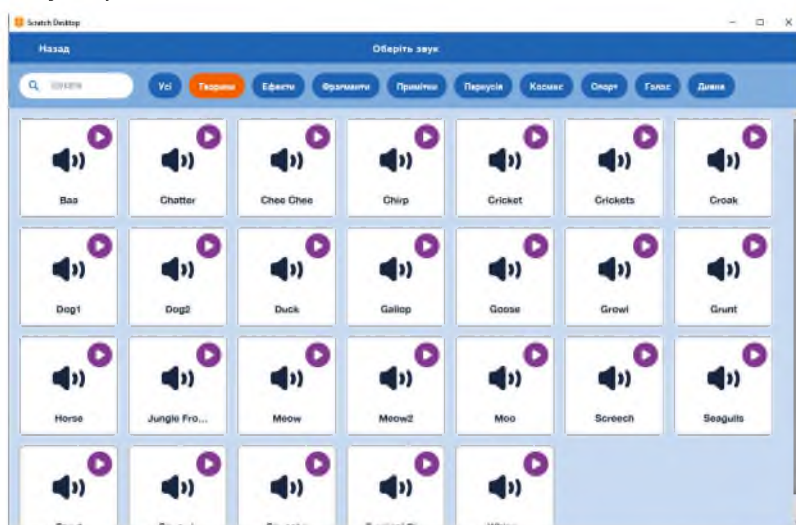 Scratch Desktop
Назад Оберіть звук
Усі Тварини Ефекти Фрагменти Примітки Перкусія Космос Спорт Голос Дивна
Baa Chatter Chee Chee Chirp Cricket Crickets Croak
Dog1 Dog2 Duck Gallop Goose Growl Grunt
Horse Jungle Fro... Meow Meow2 Moo Screech Seagulls